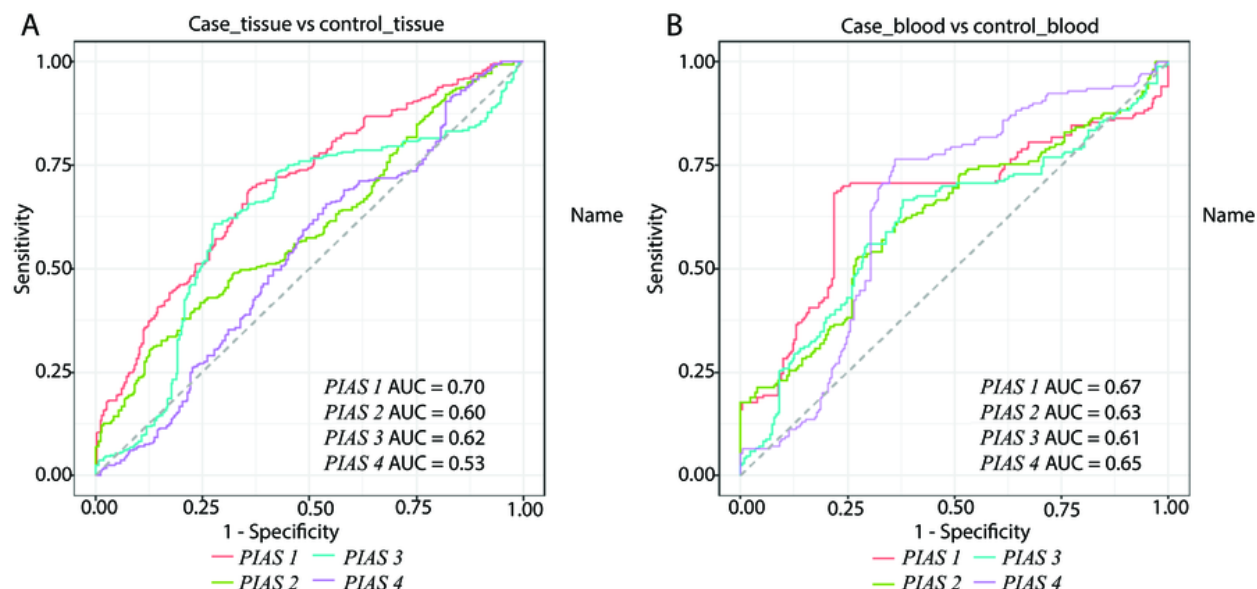 A
Case_tissue vs control_tissue
1.00
0.75
0.50
0.25
0.00
Sensitivity
PIAS 1 AUC = 0.70
PIAS 2 AUC = 0.60
PIAS 3 AUC = 0.62
PIAS 4 AUC = 0.53
0.00 0.25 0.50 0.75 1.00
1 - Specificity
Name
PIAS 1 PIAS 3
PIAS 2 PIAS 4
B
Case_blood vs control_blood
1.00
0.75
0.50
0.25
0.00
Sensitivity
PIAS 1 AUC = 0.67
PIAS 2 AUC = 0.63
PIAS 3 AUC = 0.61
PIAS 4 AUC = 0.65
0.00 0.25 0.50 0.75 1.00
1 - Specificity
Name
PIAS 1 PIAS 3
PIAS 2 PIAS 4